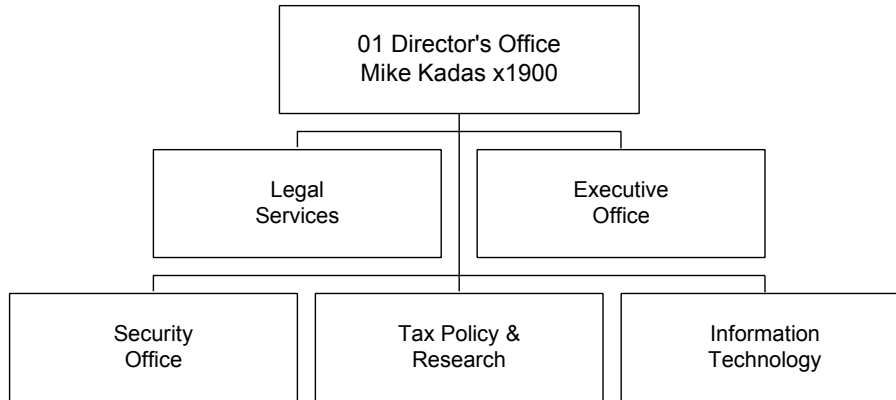 01 Director's Office
Mike Kadas x1900
Legal
Services
Executive
Office
Security
Office
Tax Policy &
Research
Information
Technology